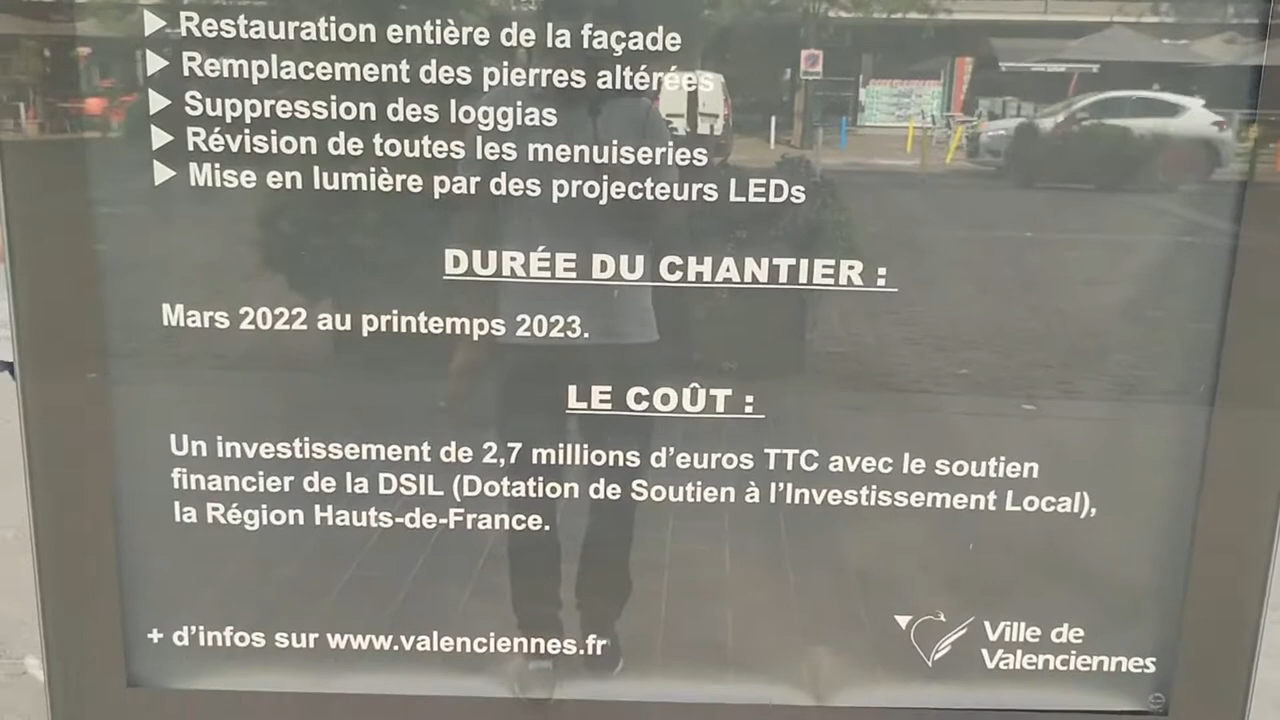 ▶ Restauration entière de la façade
▶ Remplacement des pierres altérées
▶ Suppression des loggias
▶ Révision de toutes les menuiseries
▶ Mise en lumière par des projecteurs LEDs
DURÉE DU CHANTIER :
Mars 2022 au printemps 2023.
LE COÛT :
Un investissement de 2,7 millions d'euros TTC avec le soutien
financier de la DSIL (Dotation de Soutien à l'Investissement Local),
la Région Hauts-de-France.
+ d'infos sur www.valenciennes.fr
Ville de
Valenciennes